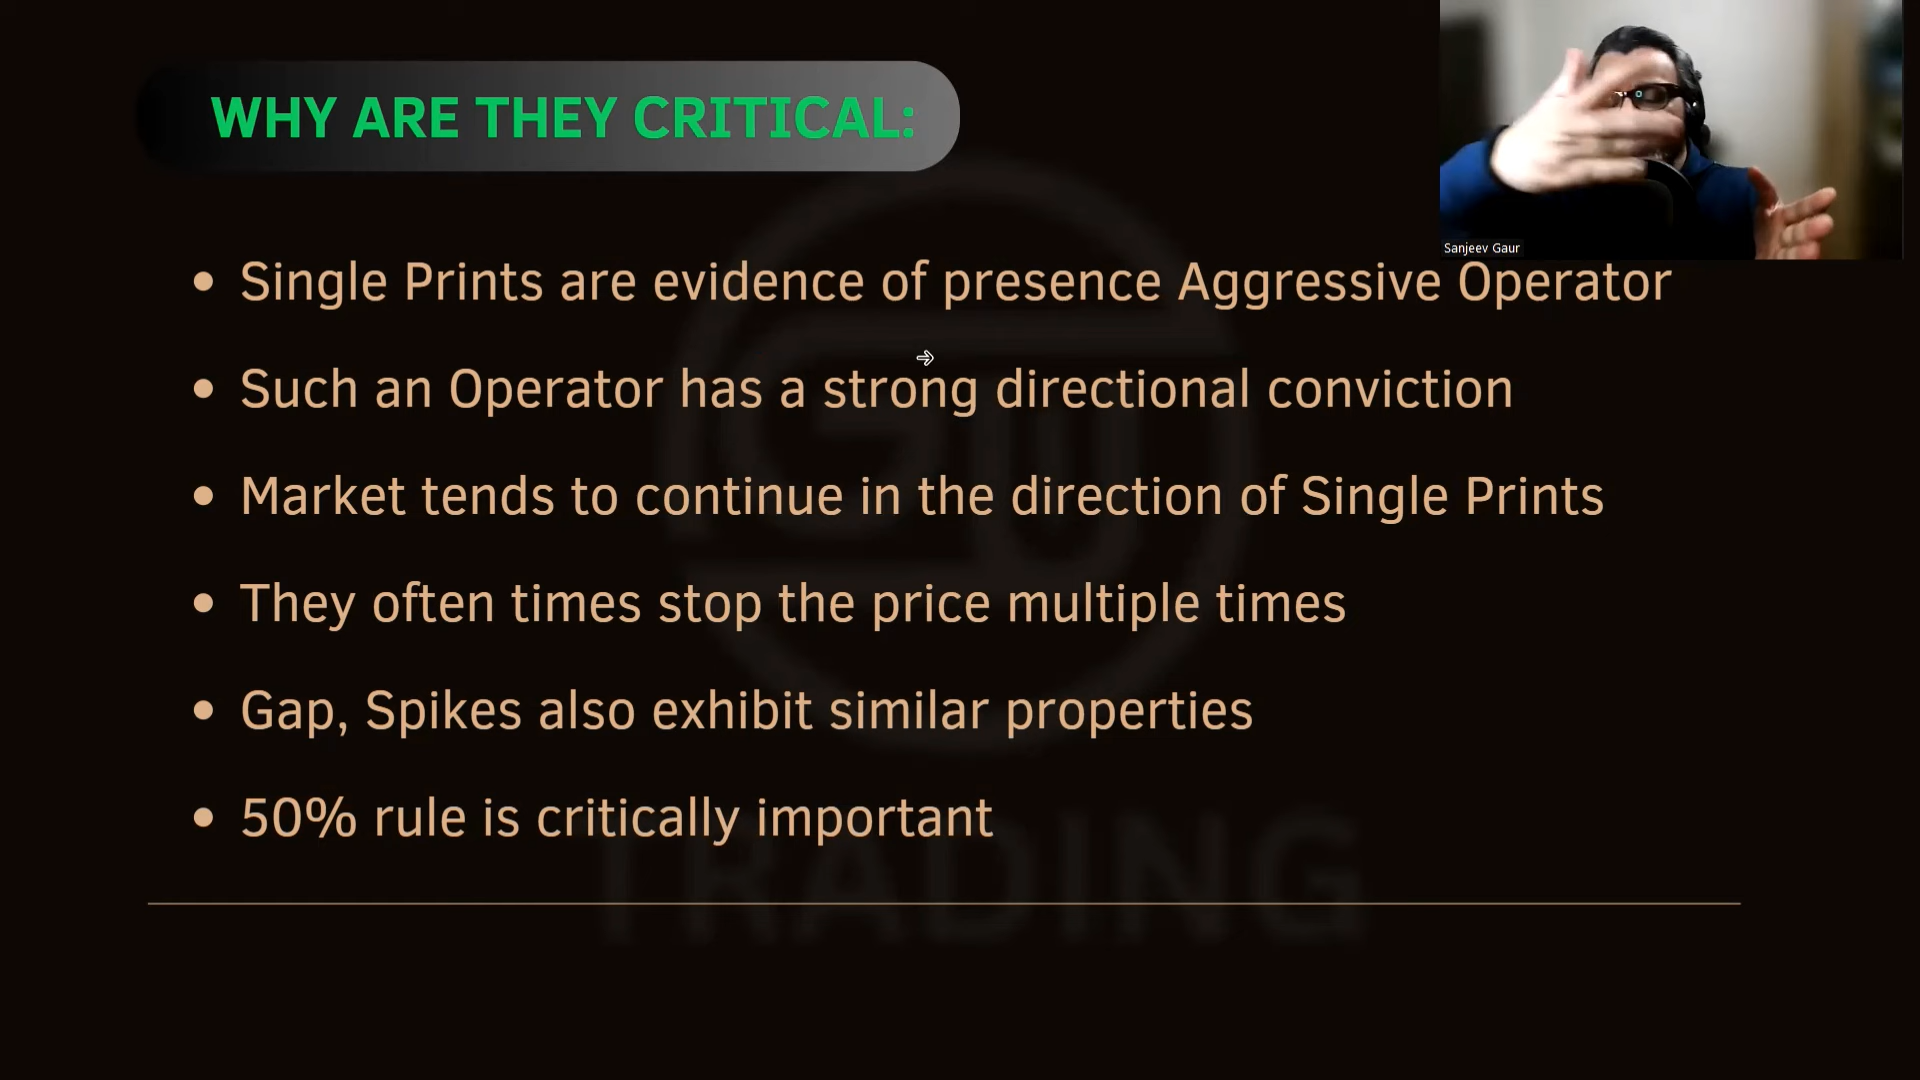 WHY ARE THEY CRITICAL:
Sanjeev Gaur
Single Prints are evidence of presence Aggressive Operator
Such an Operator has a strong directional conviction
Market tends to continue in the direction of Single Prints
They often times stop the price multiple times
Gap, Spikes also exhibit similar properties
50% rule is critically important
TRADING